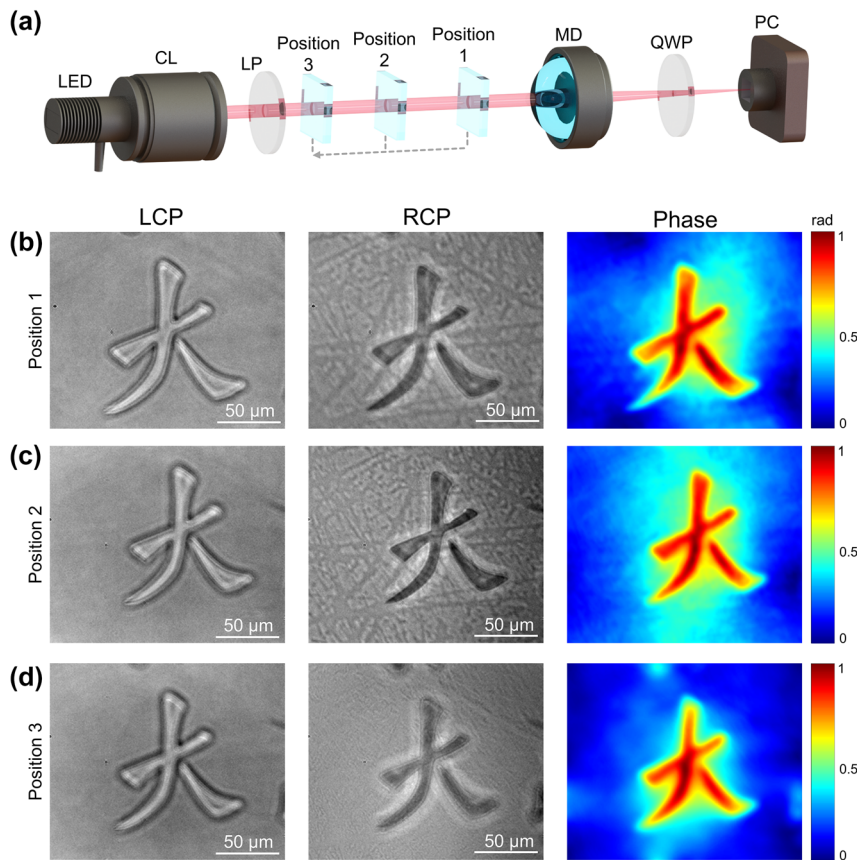 (a)
LED
CL
LP
Position 3
Position 2
Position 1
MD
QWP
PC
LCP
RCP
Phase
rad
(b)
Position 1
大
50 μm
大
50 μm
大
1
0.5
0
(c)
Position 2
大
50 μm
大
50 μm
大
1
0.5
0
(d)
Position 3
大
50 μm
大
50 μm
大
1
0.5
0